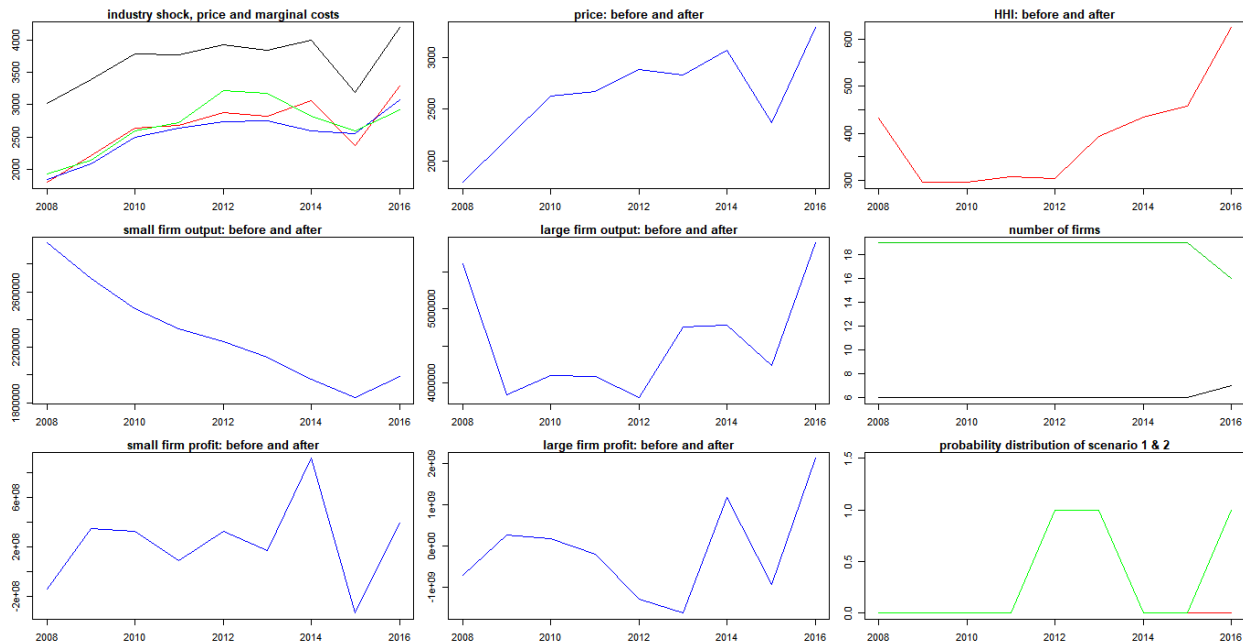 industry shock, price and marginal costs
4000
3500
3000
2500
2000
2008 2010 2012 2014 2016
price: before and after
3000
2500
2000
2008 2010 2012 2014 2016
HHI: before and after
600
500
400
300
2008 2010 2012 2014 2016
small firm output: before and after
2600000
2200000
1800000
2008 2010 2012 2014 2016
large firm output: before and after
5000000
4000000
2008 2010 2012 2014 2016
number of firms
18
16
14
12
10
8
6
2008 2010 2012 2014 2016
small firm profit: before and after
6e+08
2e+08
-2e+08
2008 2010 2012 2014 2016
large firm profit: before and after
2e+09
1e+09
0e+00
-1e+09
2008 2010 2012 2014 2016
probability distribution of scenario 1 & 2
1.5
1.0
0.5
0.0
2008 2010 2012 2014 2016